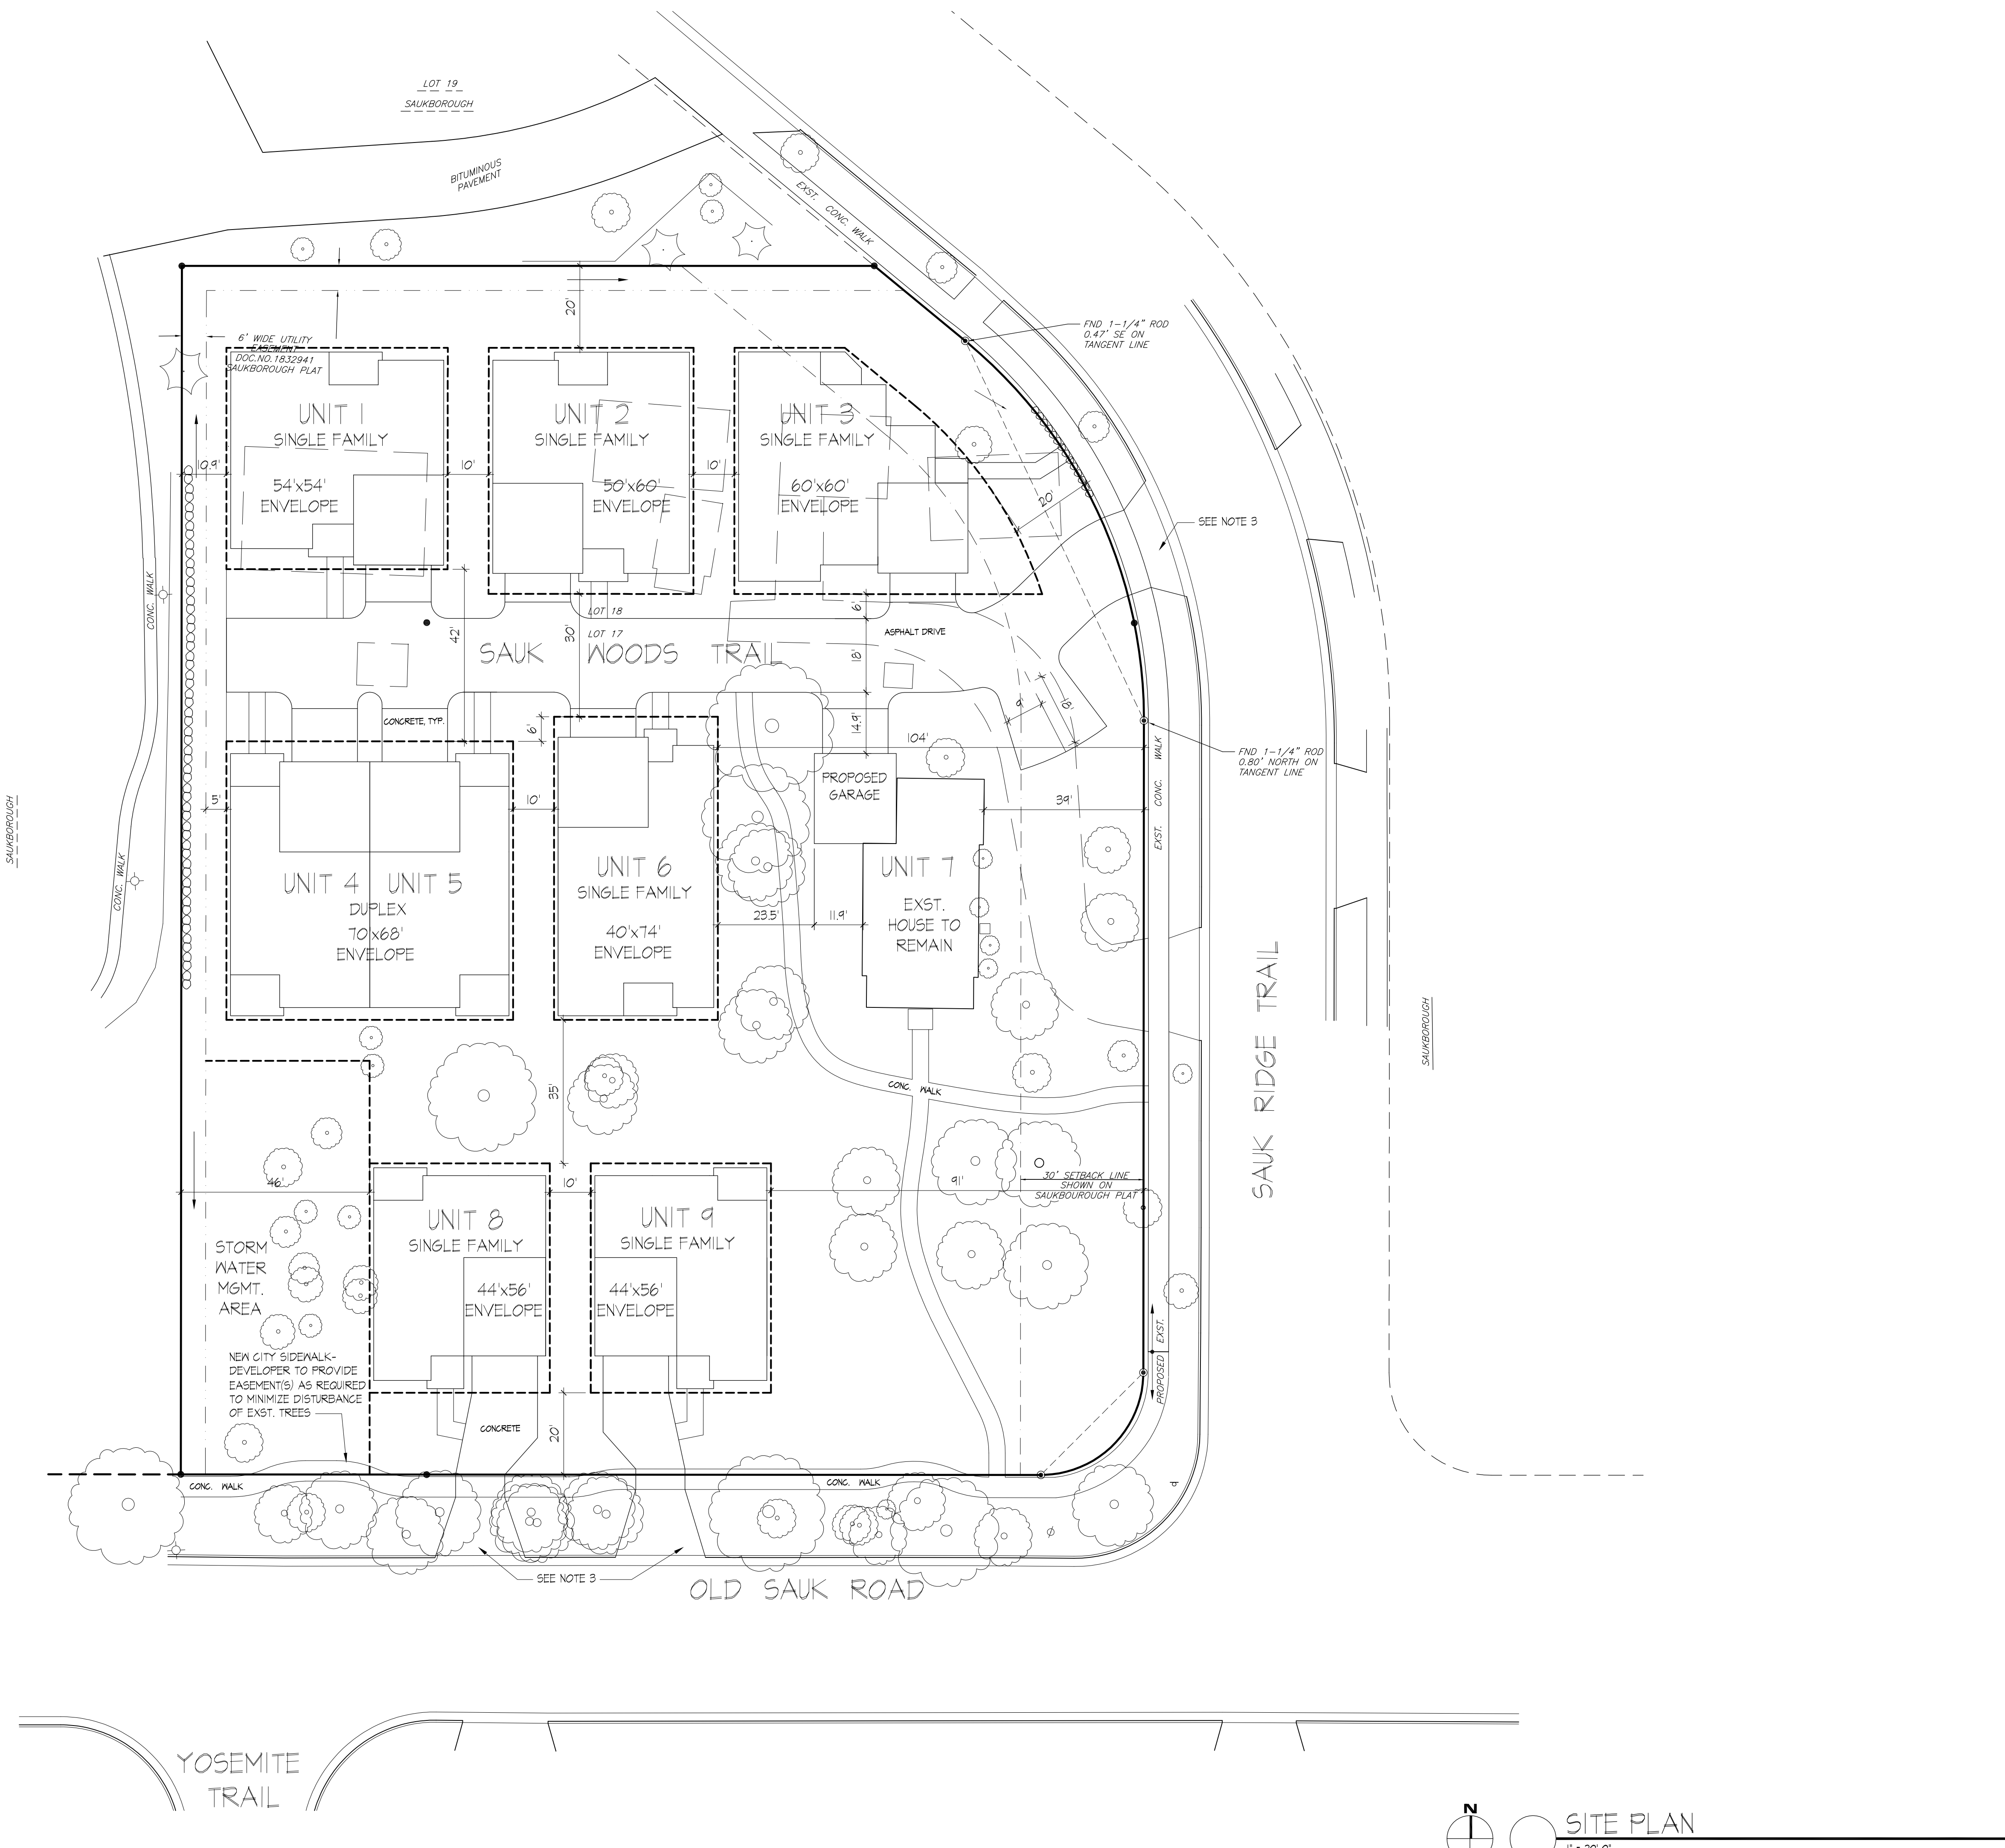 LOT 19
SAUKBOROUGH
BITUMINOUS
PAVEMENT
EXST. CONC. WALK
FND 1-1/4" ROD
0.47' SE ON
TANGENT LINE
20'
6' WIDE UTILITY
EASEMENT
DOC.NO.1832941
SAUKBOROUGH PLAT
UNIT 1
SINGLE FAMILY
54'x54'
ENVELOPE
UNIT 2
SINGLE FAMILY
50'x60'
ENVELOPE
UNIT 3
SINGLE FAMILY
60'x60'
ENVELOPE
10.9'
10'
10'
20'
SEE NOTE 3
CONC. WALK
LOT 18
LOT 17
42'
30'
6'
18'
14.9'
ASPHALT DRIVE
SAUK WOODS TRAIL
CONCRETE, TYP.
6'
9'
18'
104'
FND 1-1/4" ROD
0.80' NORTH ON
TANGENT LINE
EXST. CONC. WALK
SAUKBOROUGH
CONC. WALK
5'
10'
39'
PROPOSED
GARAGE
UNIT 4
UNIT 5
DUPLEX
70'x68'
ENVELOPE
UNIT 6
SINGLE FAMILY
40'x74'
ENVELOPE
UNIT 7
EXST.
HOUSE TO
REMAIN
23.5'
11.9'
SAUK RIDGE TRAIL
SAUKBOROUGH
35'
CONC. WALK
46'
10'
91'
30' SETBACK LINE
SHOWN ON
SAUKBOUROUGH PLAT
UNIT 8
SINGLE FAMILY
44'x56'
ENVELOPE
UNIT 9
SINGLE FAMILY
44'x56'
ENVELOPE
STORM
WATER
MGMT.
AREA
NEW CITY SIDEWALK-
DEVELOPER TO PROVIDE
EASEMENT(S) AS REQUIRED
TO MINIMIZE DISTURBANCE
OF EXST. TREES
PROPOSED EXST.
CONCRETE
20'
CONC. WALK
CONC. WALK
SEE NOTE 3
OLD SAUK ROAD
YOSEMITE
TRAIL
N
SITE PLAN